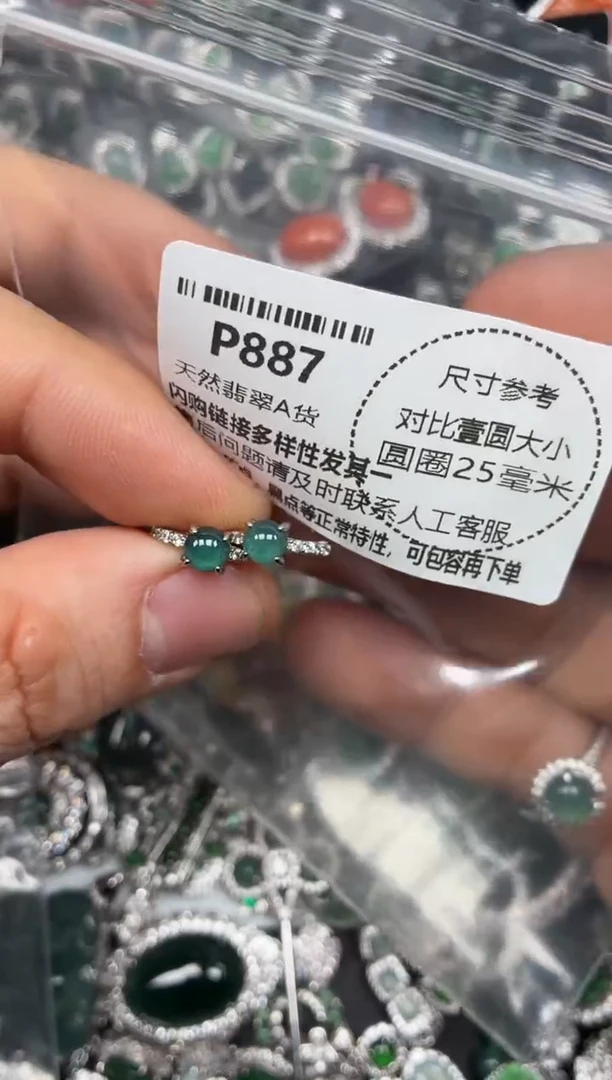 P887
天然翡翠A货
闪购链接多样性发其一
后问题请及时联系人工客服
点等正常特性，可包容再下单
尺寸参考
对比壹圆大小
圆圈25毫米